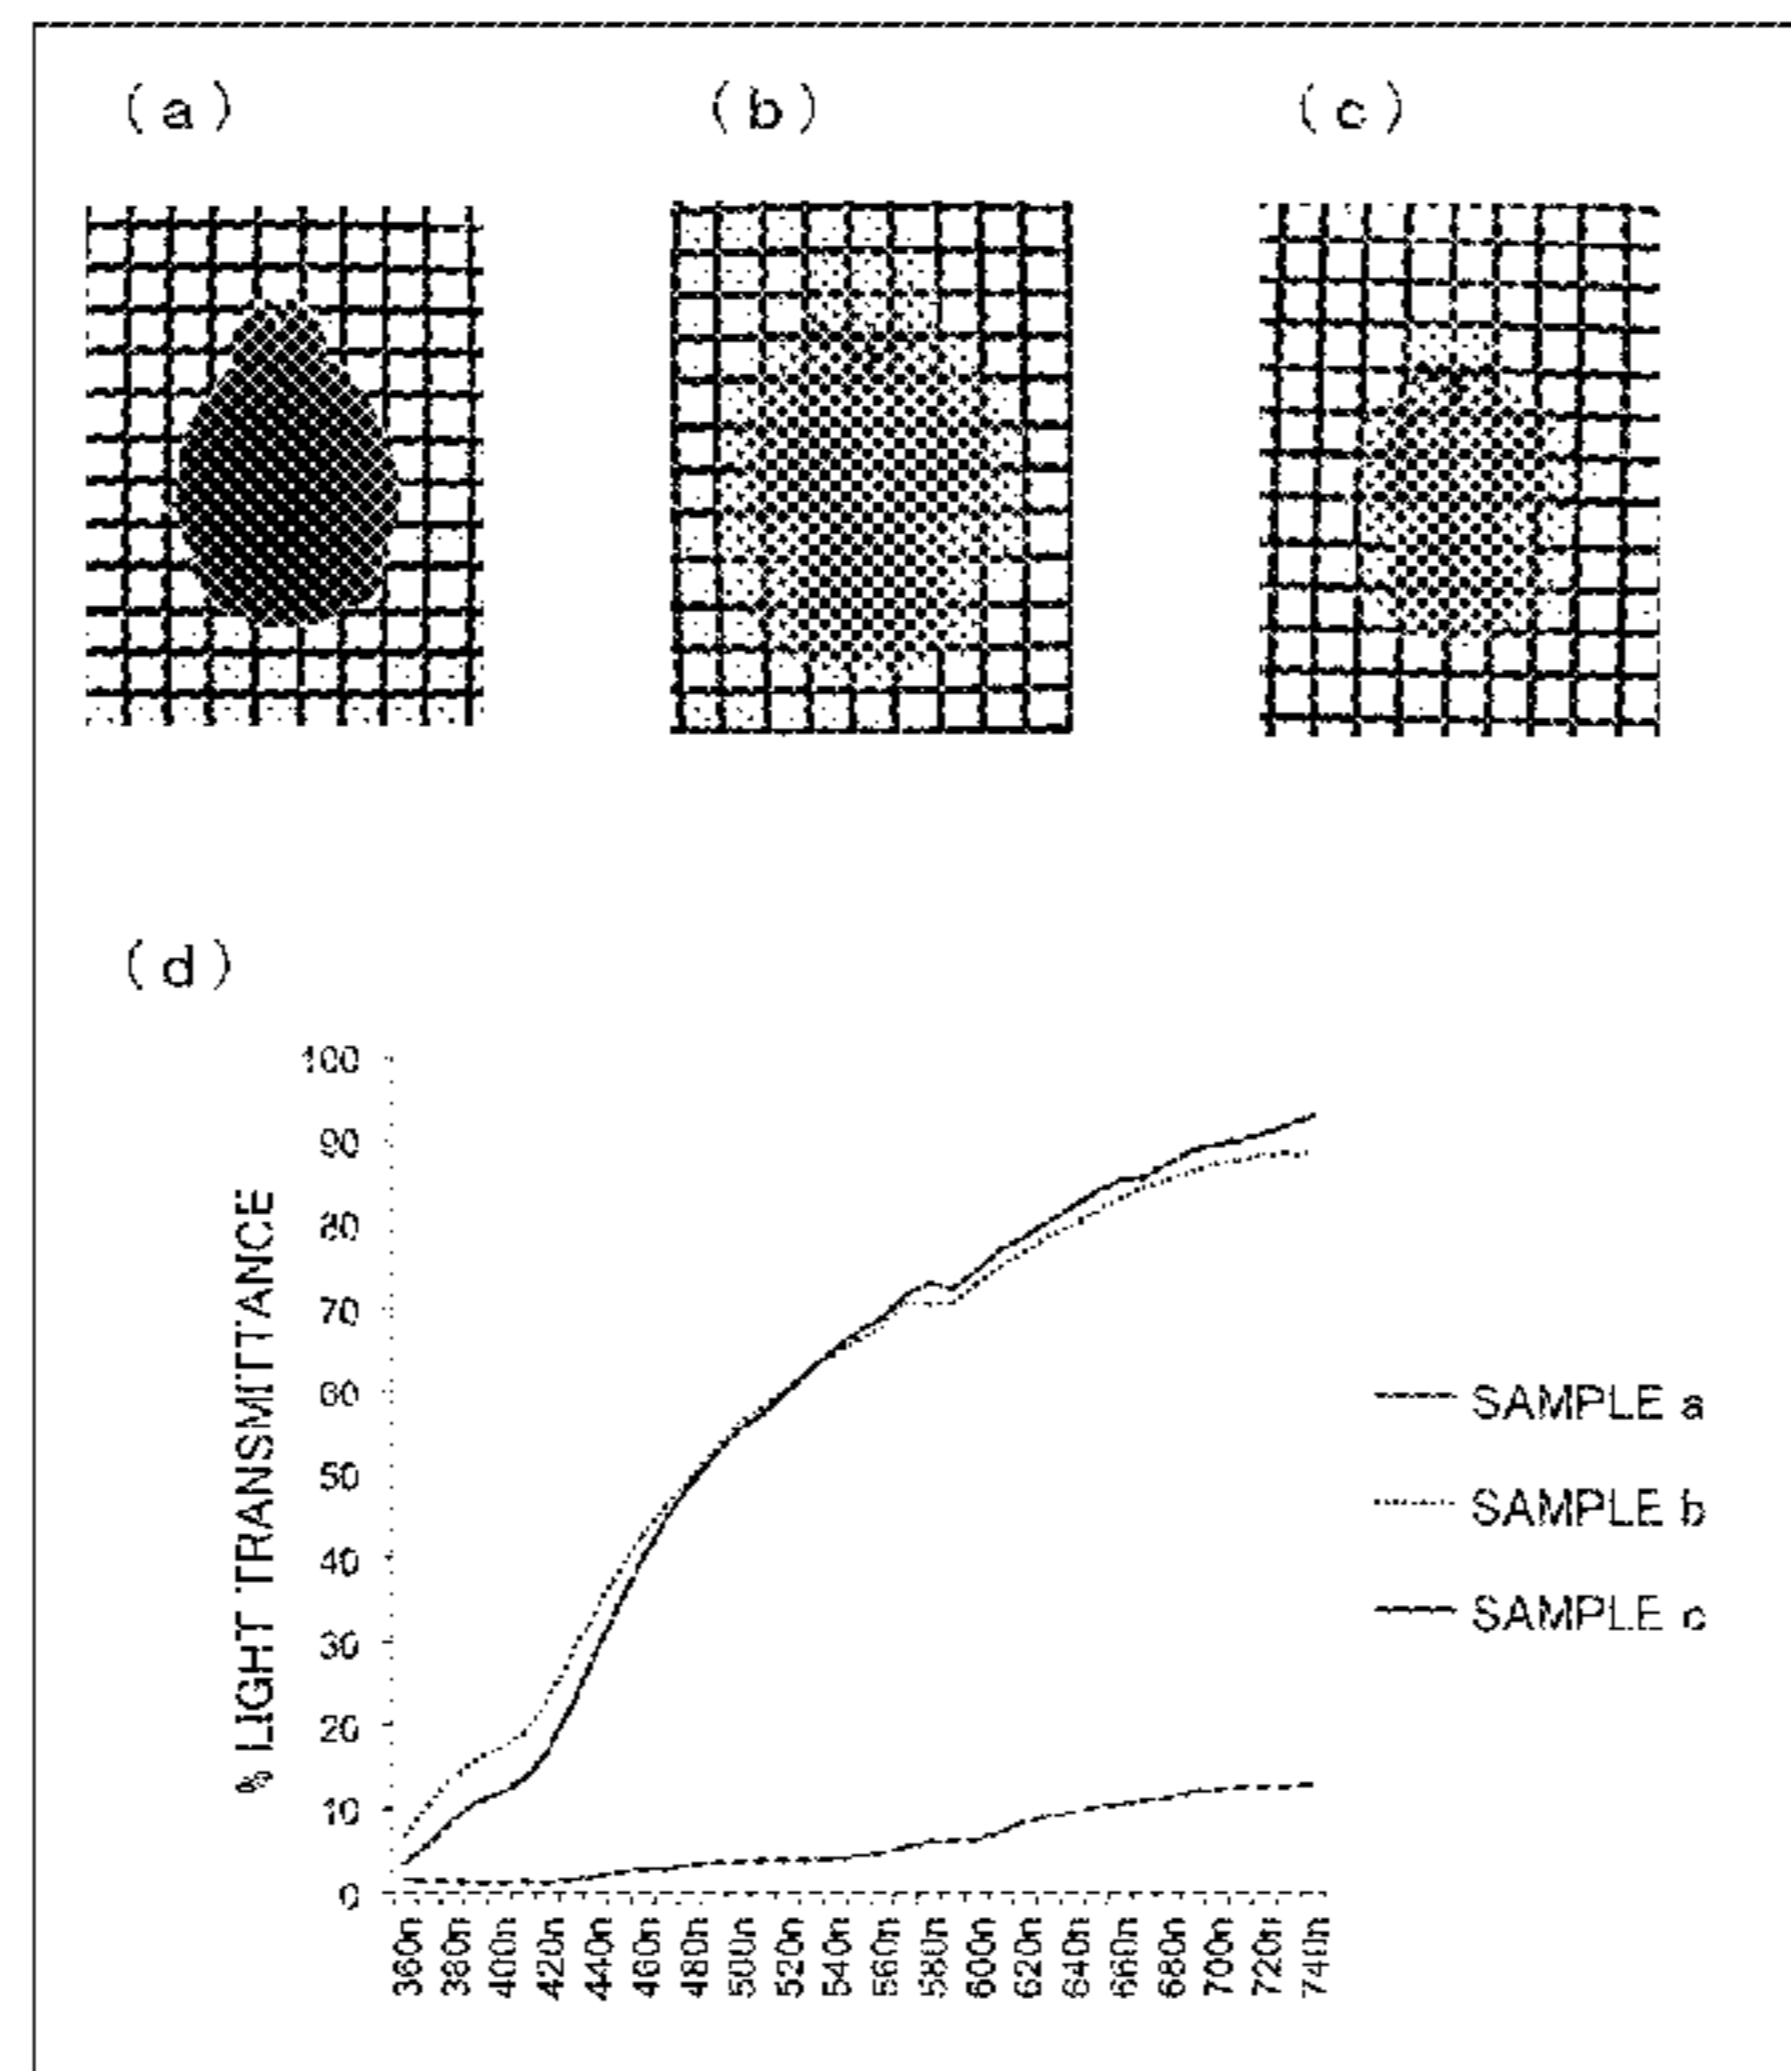 (a)
(b)
(c)
(d)
% LIGHT TRANSMITTANCE
100
90
80
70
60
50
40
30
20
10
0
360n
380n
400n
420n
440n
460n
480n
500n
520n
540n
560n
580n
600n
620n
640n
660n
680n
700n
720n
740n
SAMPLE a
SAMPLE b
SAMPLE c